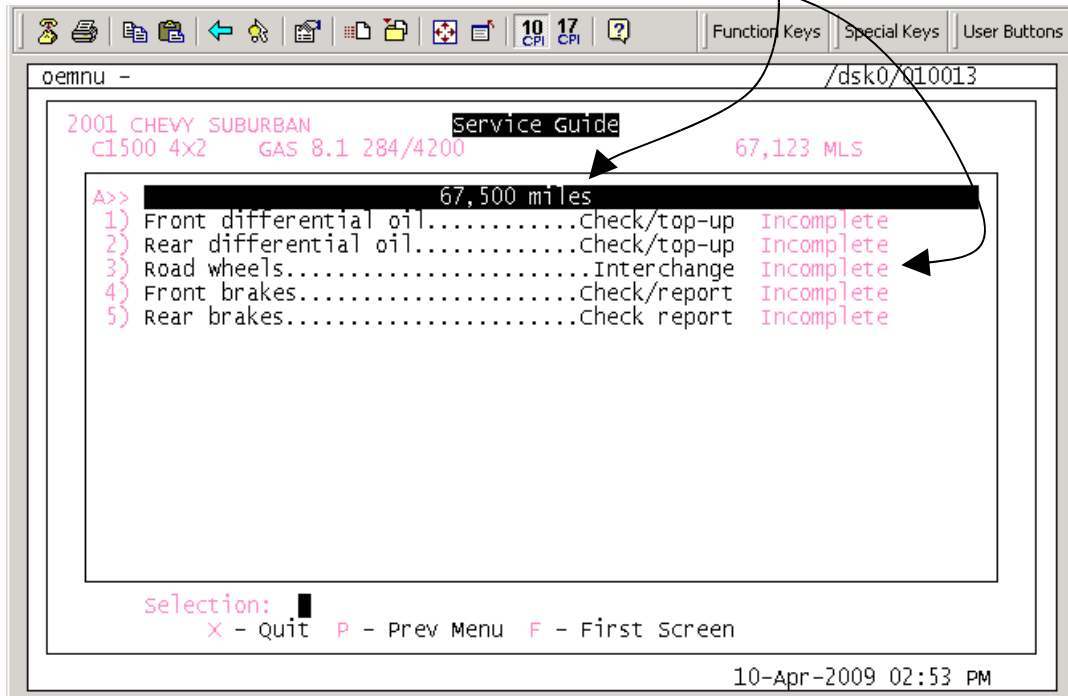 10 CPI 17 CPI Function Keys Special Keys User Buttons
oemnu - /dsk0/010013
2001 CHEVY SUBURBAN Service Guide
C1500 4x2 GAS 8.1 284/4200 67,123 MLS
A>> 67,500 miles
1) Front differential oil............Check/top-up Incomplete
2) Rear differential oil.............Check/top-up Incomplete
3) Road wheels.........................Interchange Incomplete
4) Front brakes.......................Check/report Incomplete
5) Rear brakes........................Check report Incomplete
Selection:
X - Quit P - Prev Menu F - First Screen
10-Apr-2009 02:53 PM